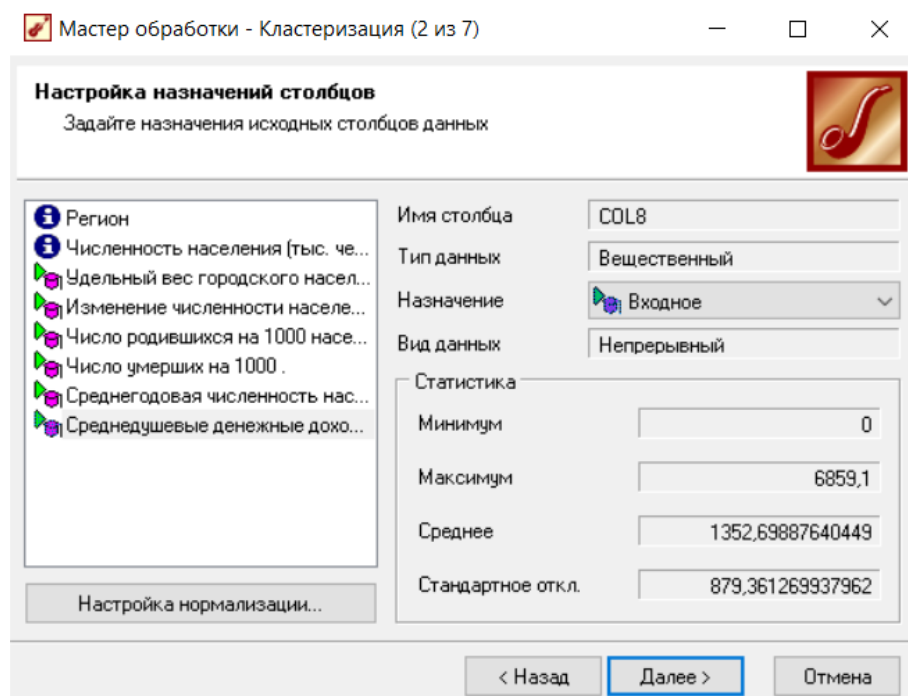 Мастер обработки - Кластеризация (2 из 7)
Настройка назначений столбцов
Задайте назначения исходных столбцов данных
Регион
Численность населения (тыс. че...
Удельный вес городского насел...
Изменение численности населе...
Число родившихся на 1000 насе...
Число умерших на 1000 .
Среднегодовая численность нас...
Среднедушевые денежные дохо...
Настройка нормализации...
Имя столбца COL8
Тип данных Вещественный
Назначение Входное
Вид данных Непрерывный
Статистика
Минимум 0
Максимум 6859,1
Среднее 1352,69887640449
Стандартное откл. 879,361269937962
< Назад Далее > Отмена